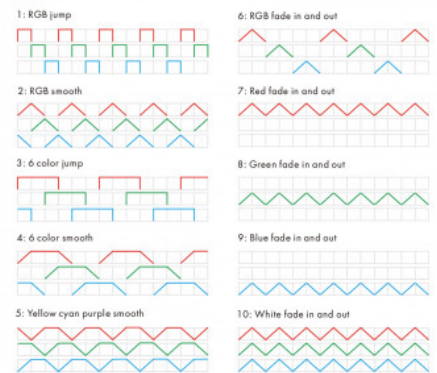 1: RGB jump
2: RGB smooth
3: 6 color jump
4: 6 color smooth
5: Yellow cyan purple smooth
6: RGB fade in and out
7: Red fade in and out
8: Green fade in and out
9: Blue fade in and out
10: White fade in and out